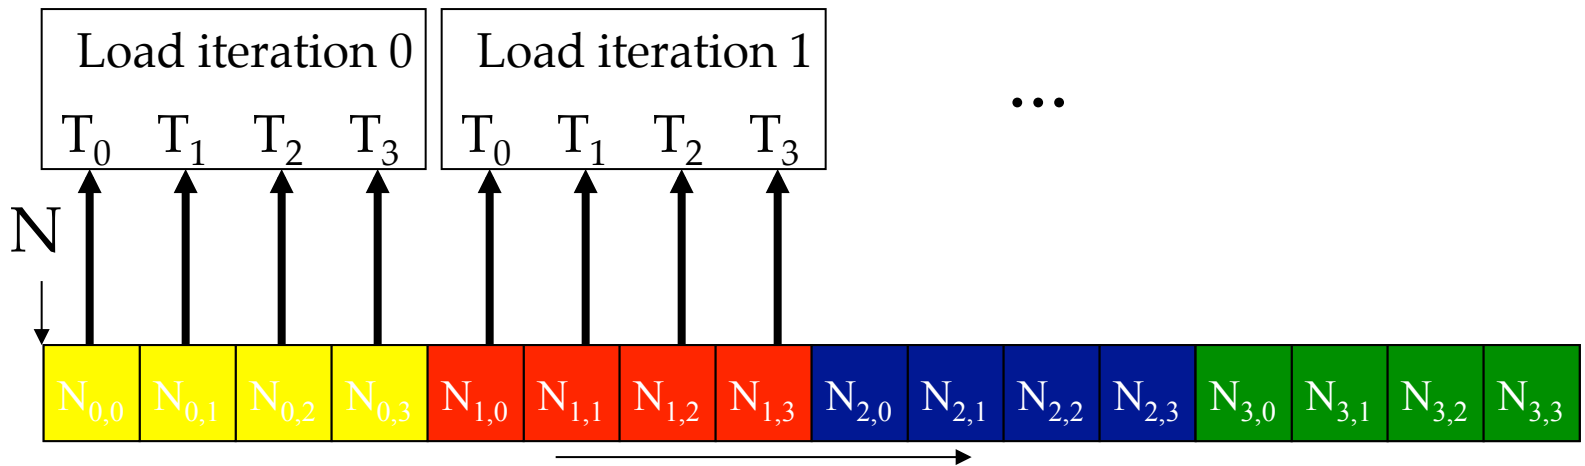 Load iteration 0 Load iteration 1
...
T₀ T₁ T₂ T₃ T₀ T₁ T₂ T₃
N
N₀,₀ N₀,₁ N₀,₂ N₀,₃ N₁,₀ N₁,₁ N₁,₂ N₁,₃ N₂,₀ N₂,₁ N₂,₂ N₂,₃ N₃,₀ N₃,₁ N₃,₂ N₃,₃